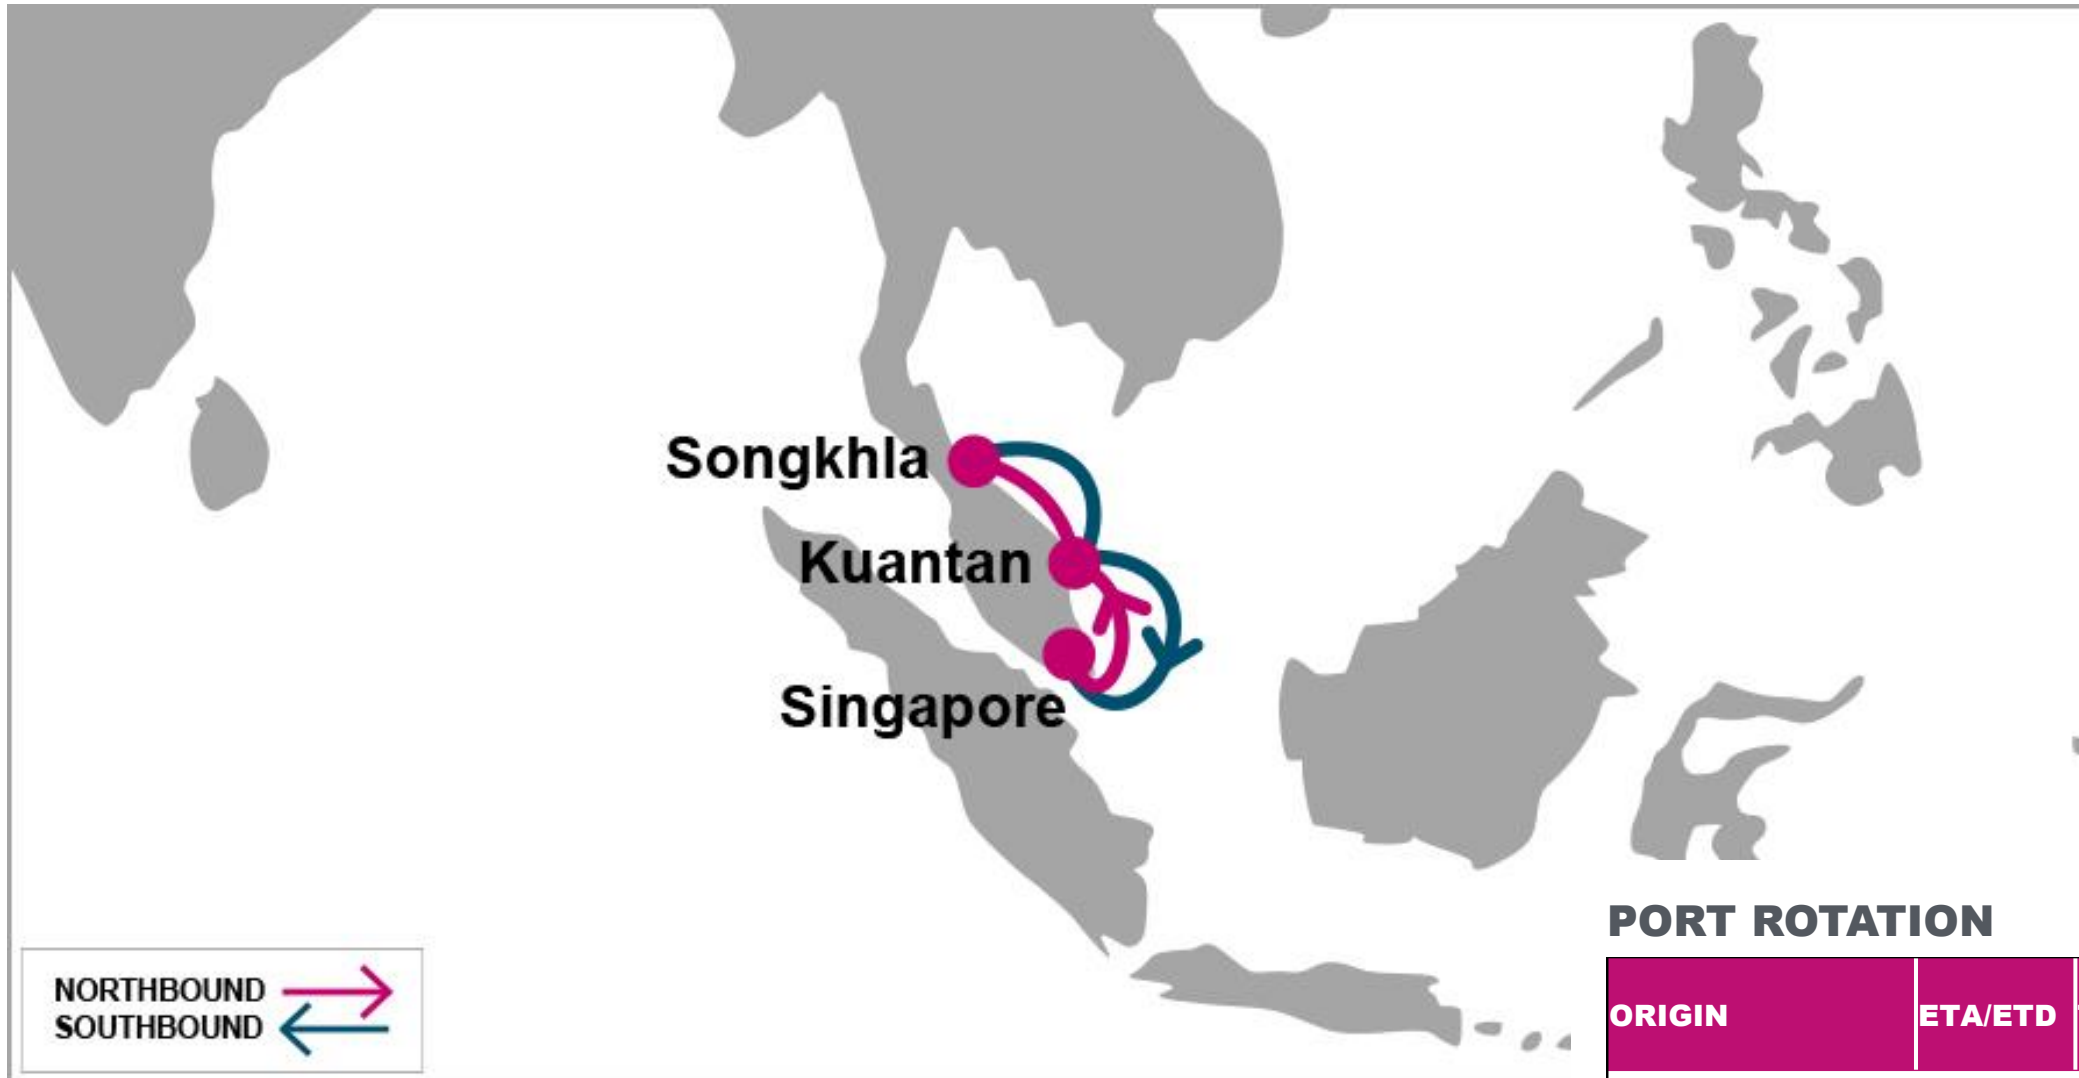 Songkhla
Kuantan
Singapore
NORTHBOUND
SOUTHBOUND
PORT ROTATION
ORIGIN ETA/ETD